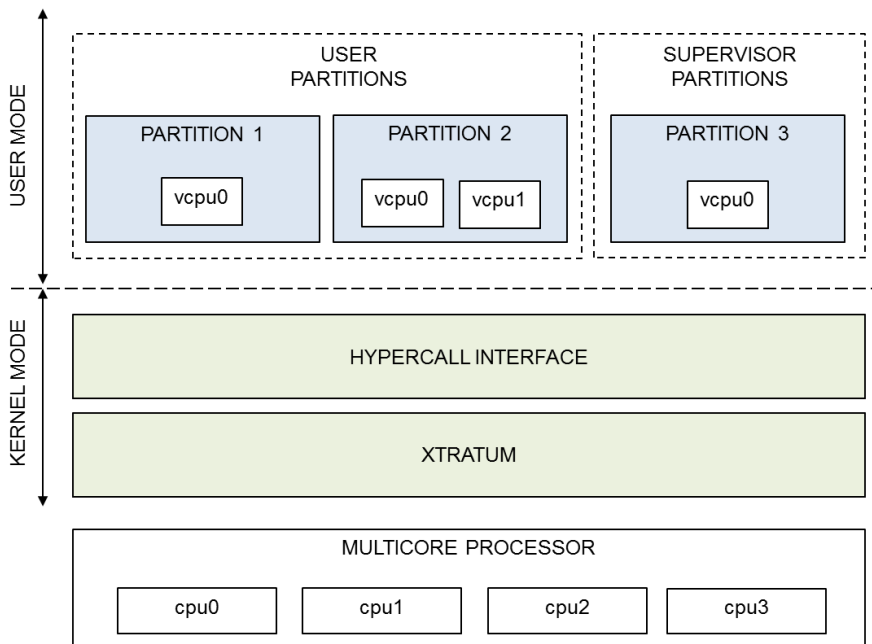 USER MODE
USER
PARTITIONS
SUPERVISOR
PARTITIONS
PARTITION 1
PARTITION 2
PARTITION 3
vcpu0
vcpu0
vcpu1
vcpu0
KERNEL MODE
HYPERCALL INTERFACE
XTRATUM
MULTICORE PROCESSOR
cpu0
cpu1
cpu2
cpu3